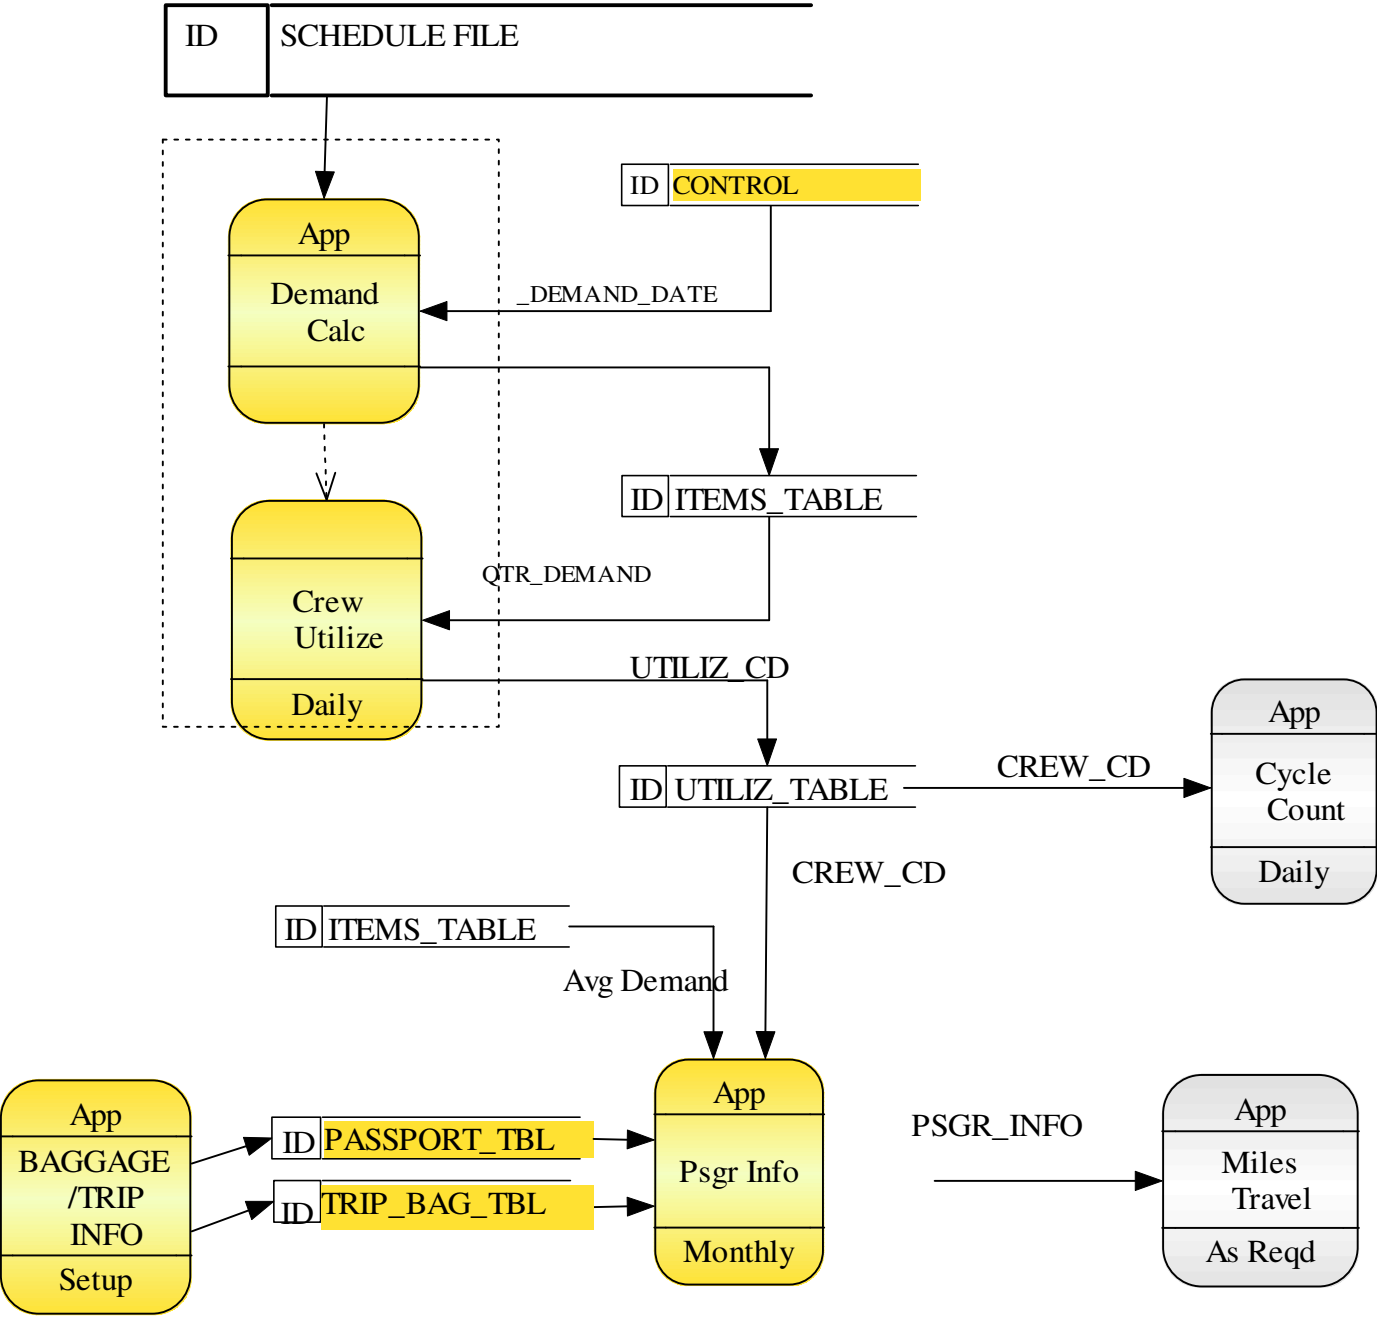 ID SCHEDULE FILE
ID CONTROL
App
Demand
Calc
_DEMAND_DATE
ID ITEMS_TABLE
QTR_DEMAND
Crew
Utilize
Daily
UTILIZ_CD
ID UTILIZ_TABLE
CREW_CD
App
Cycle
Count
Daily
CREW_CD
ID ITEMS_TABLE
Avg Demand
App
BAGGAGE
/TRIP
INFO
Setup
ID PASSPORT_TBL
ID TRIP_BAG_TBL
App
Psgr Info
Monthly
PSGR_INFO
App
Miles
Travel
As Reqd